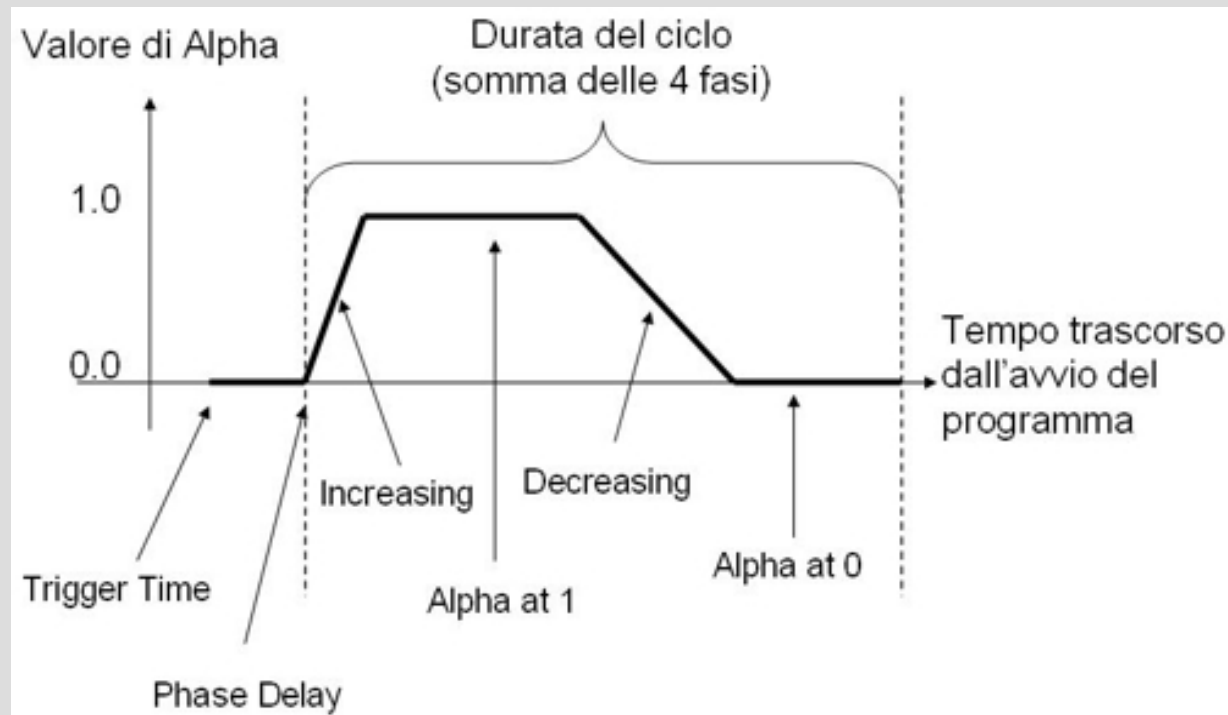 Durata del ciclo
(somma delle 4 fasi)
Valore di Alpha
1.0
0.0
Tempo trascorso
dall'avvio del
programma
Increasing
Decreasing
Trigger Time
Alpha at 1
Alpha at 0
Phase Delay